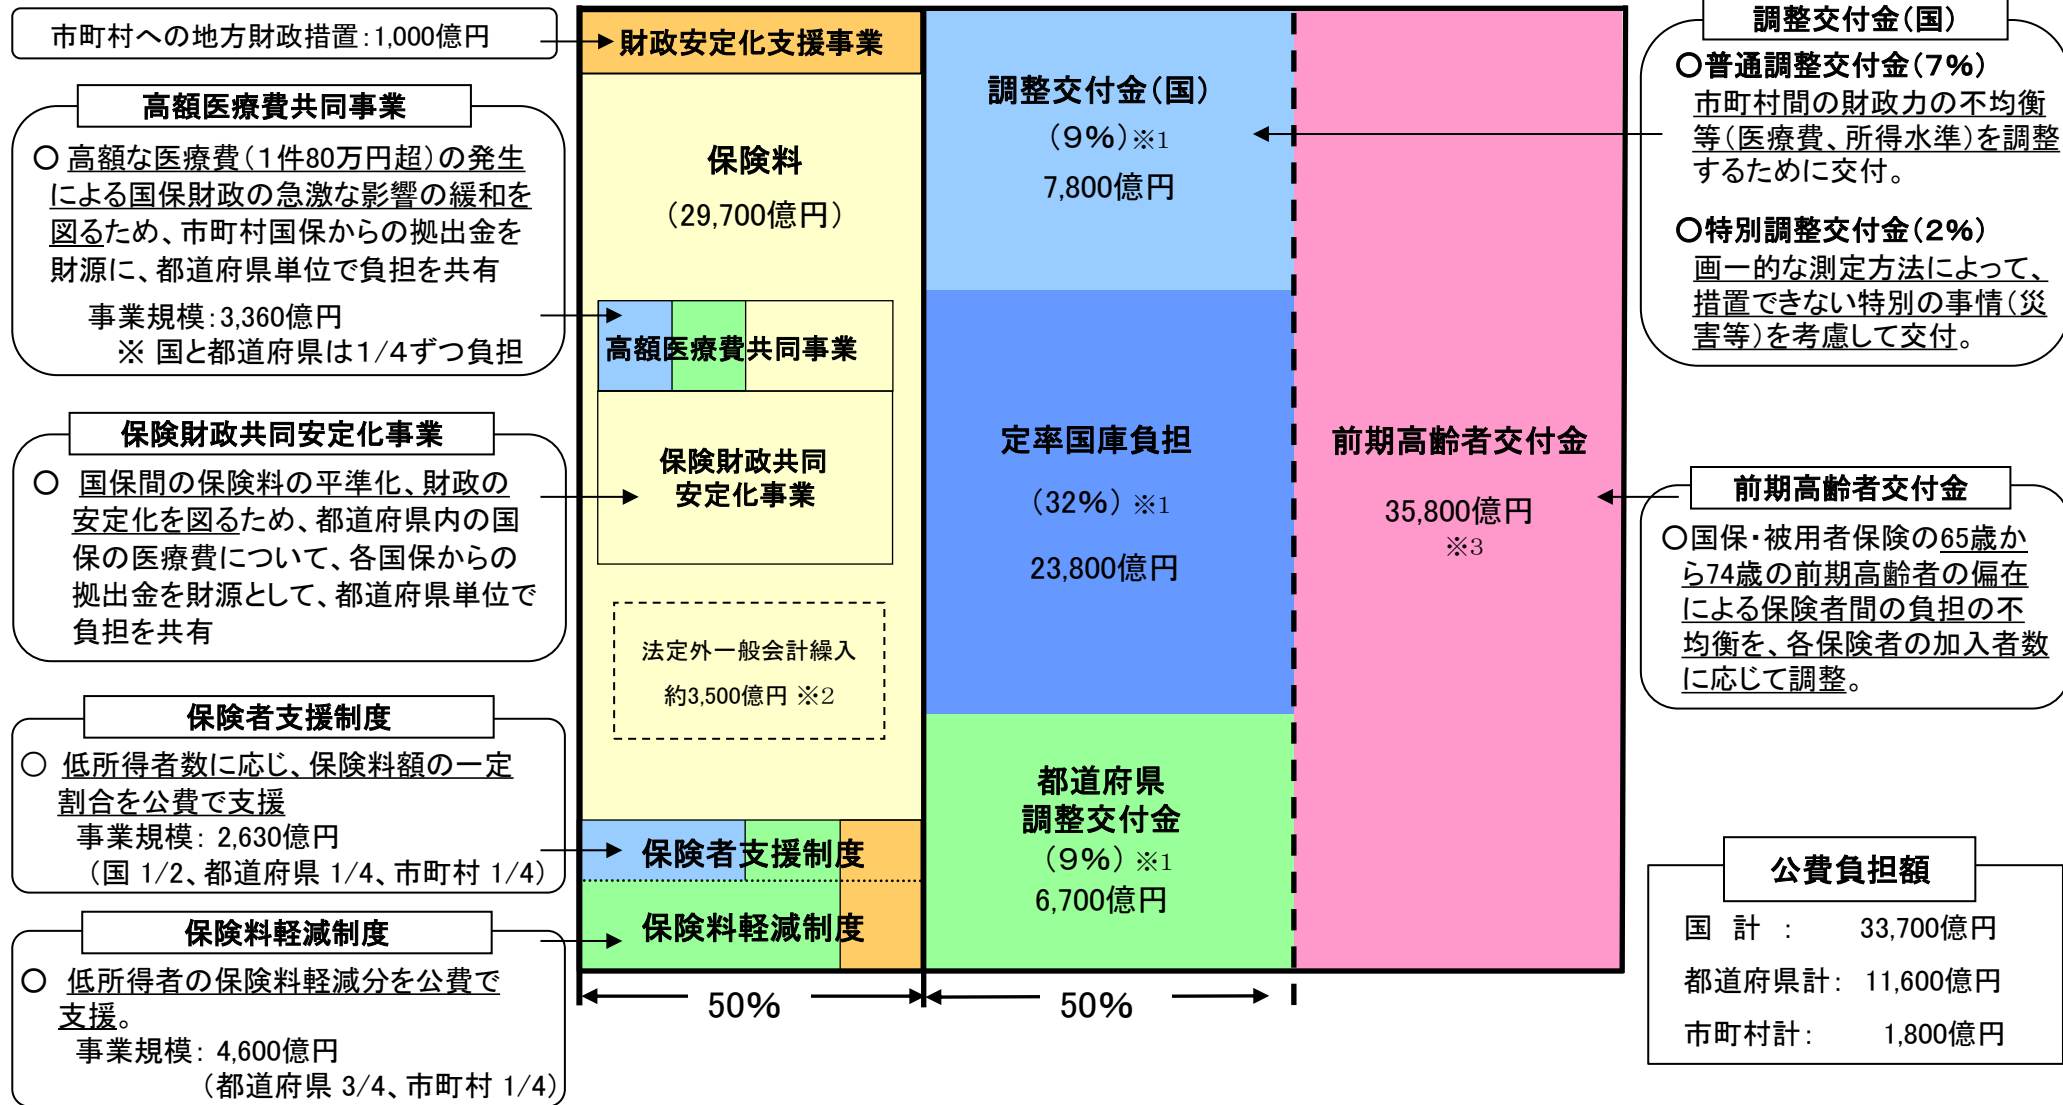 市町村への地方財政措置：1,000億円
高額医療費共同事業
○ 高額な医療費（１件80万円超）の発生
による国保財政の急激な影響の緩和を
図るため、市町村国保からの拠出金を
財源に、都道府県単位で負担を共有
事業規模：3,360億円
※ 国と都道府県は１/４ずつ負担
保険財政共同安定化事業
○ 国保間の保険料の平準化、財政の
安定化を図るため、都道府県内の国
保の医療費について、各国保からの
拠出金を財源として、都道府県単位で
負担を共有
保険者支援制度
○ 低所得者数に応じ、保険料額の一定
割合を公費で支援
事業規模： 2,630億円
（国 1/2、都道府県 1/4、市町村 1/4）
保険料軽減制度
○ 低所得者の保険料軽減分を公費で
支援。
事業規模： 4,600億円
（都道府県 3/4、市町村 1/4）
財政安定化支援事業
保険料
（29,700億円）
高額医療費共同事業
保険財政共同
安定化事業
法定外一般会計繰入
約3,500億円 ※2
保険者支援制度
保険料軽減制度
50%
調整交付金（国）
（９％）※1
7,800億円
定率国庫負担
（32％）※1
23,800億円
都道府県
調整交付金
（９％）※1
6,700億円
50%
前期高齢者交付金
35,800億円
※3
調整交付金（国）
○普通調整交付金（７％）
市町村間の財政力の不均衡
等（医療費、所得水準）を調整
するために交付。
○特別調整交付金（２％）
画一的な測定方法によって、
措置できない特別の事情（災
害等）を考慮して交付。
前期高齢者交付金
○国保・被用者保険の65歳か
ら74歳の前期高齢者の偏在
による保険者間の負担の不
均衡を、各保険者の加入者数
に応じて調整。
公費負担額
国 計 ： 33,700億円
都道府県計： 11,600億円
市町村計： 1,800億円